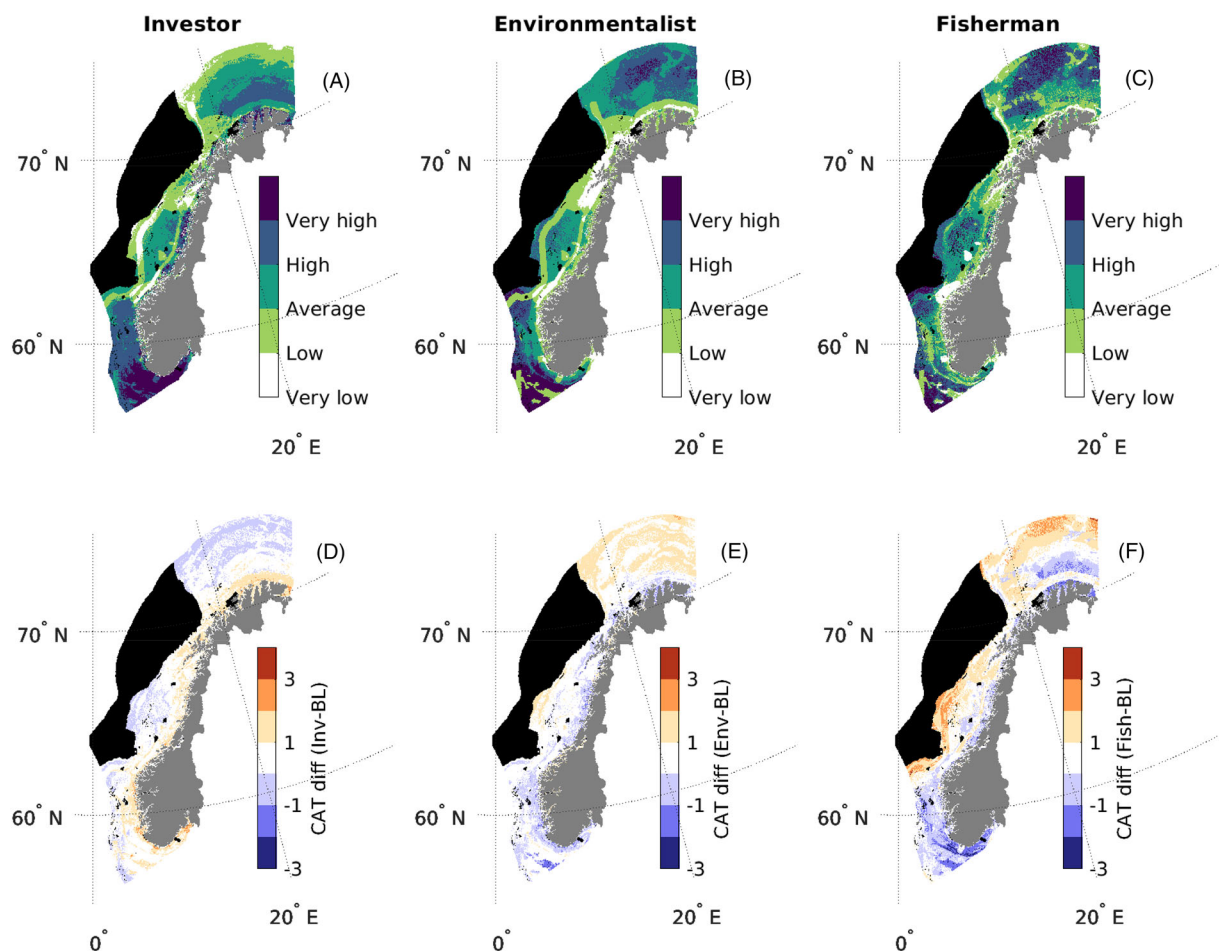 Investor Environmentalist Fisherman
(A) (B) (C)
70° N 70° N 70° N
Very high Very high Very high
High High High
60° N Average 60° N Average 60° N Average
Low Low Low
Very low Very low Very low
20° E 20° E 20° E
(D) (E) (F)
70° N 70° N 70° N
3 3 3
1 1 1
CAT diff (Inv-BL) CAT diff (Env-BL) CAT diff (Fish-BL)
60° N -1 60° N -1 60° N -1
-3 -3 -3
20° E 20° E 20° E
0° 0° 0°